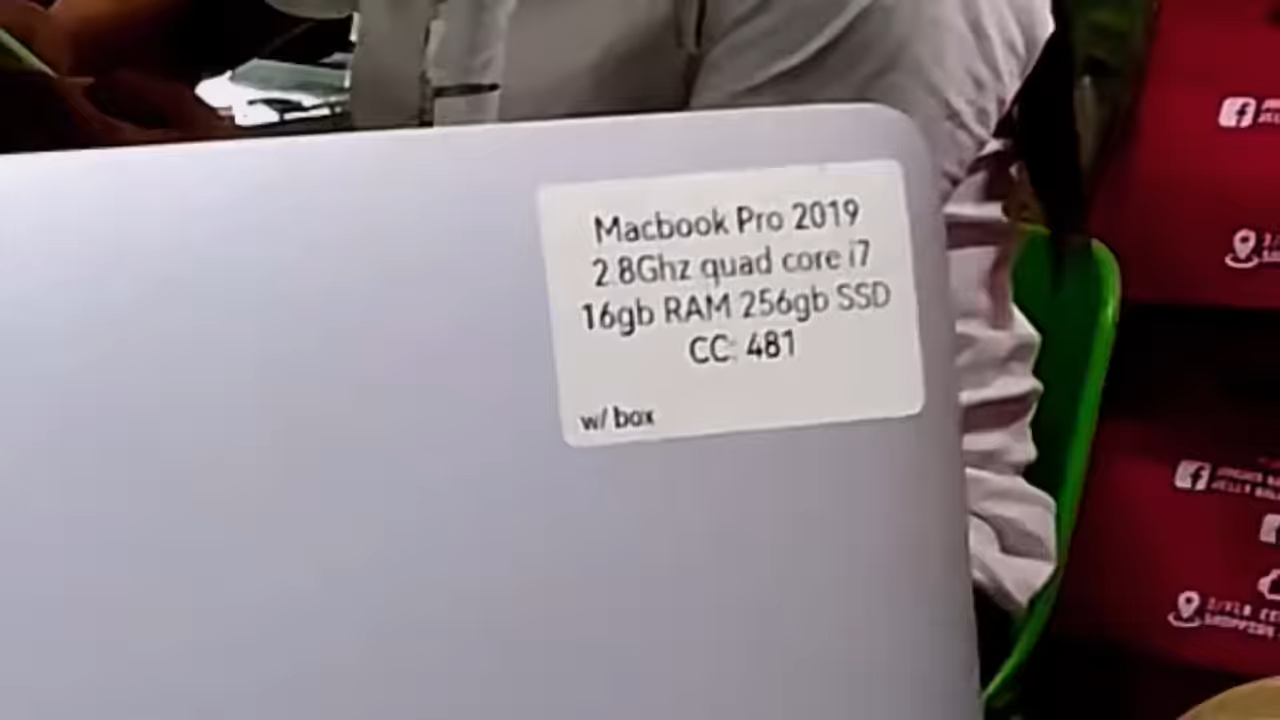 Macbook Pro 2019
2.8Ghz quad core i7
16gb RAM 256gb SSD
CC: 481
w/ box